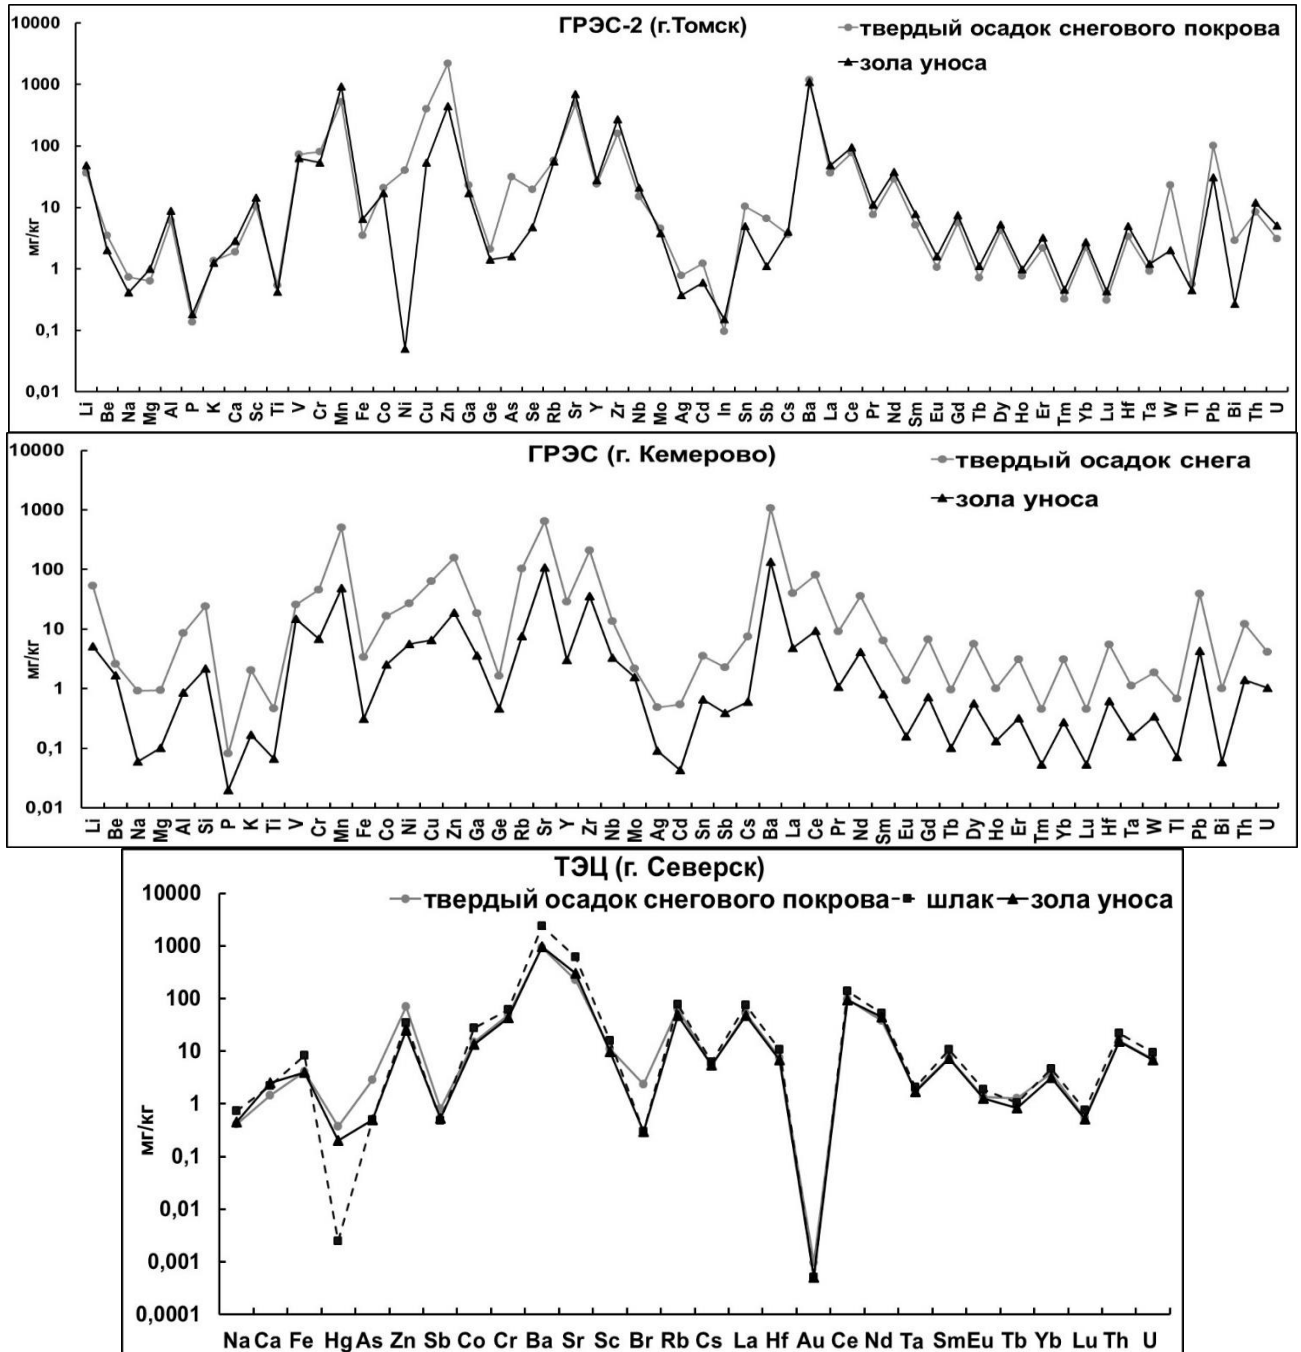 ГРЭС-2 (г.Томск)
твердый осадок снегового покрова
зола уноса
10000
1000
100
10
1
0,1
0,01
мг/кг
Li Be Na Mg Al P K Ca Sc Ti V Cr Mn Fe Co Ni Cu Zn Ga Ge As Se Rb Sr Y Zr Nb Mo Ag Cd In Sn Sb Cs Ba La Ce Pr Nd Sm Eu Gd Tb Dy Ho Er Tm Yb Lu Hf Ta W Tl Pb Bi Th U
ГРЭС (г. Кемерово)
твердый осадок снега
зола уноса
10000
1000
100
10
1
0,1
0,01
мг/кг
Li Be Na Mg Al Si P K Ti V Cr Mn Fe Co Ni Cu Zn Ga Ge Rb Sr Y Zr Nb Mo Ag Cd Sn Sb Cs Ba La Ce Pr Nd Sm Eu Gd Tb Dy Ho Er Tm Yb Lu Hf Ta W Tl Pb Bi Th U
ТЭЦ (г. Северск)
твердый осадок снегового покрова шлак зола уноса
10000
1000
100
10
1
0,1
0,01
0,001
0,0001
мг/кг
Na Ca Fe Hg As Zn Sb Co Cr Ba Sr Sc Br Rb Cs La Hf Au Ce Nd Ta Sm Eu Tb Yb Lu Th U